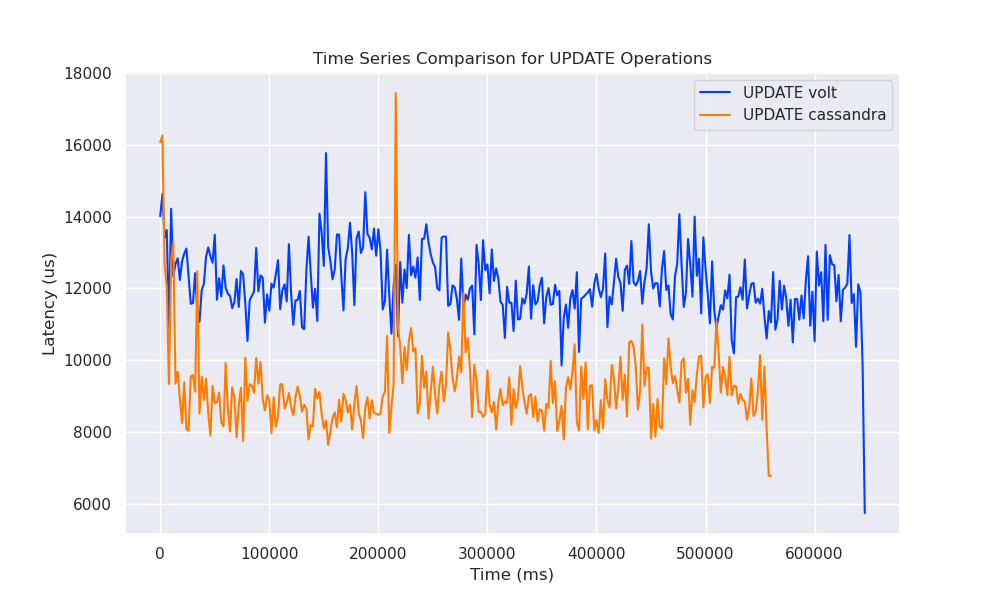 Time Series Comparison for UPDATE Operations
18000
16000
14000
12000
10000
8000
6000
Latency (us)
UPDATE volt
UPDATE cassandra
0
100000
200000
300000
400000
500000
600000
Time (ms)